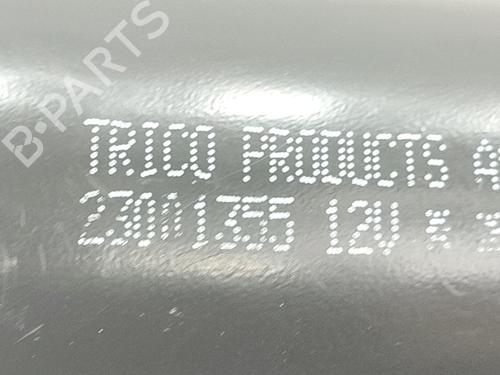 B-PARTS
TRICO PRODUCTS A
23001355 12V *